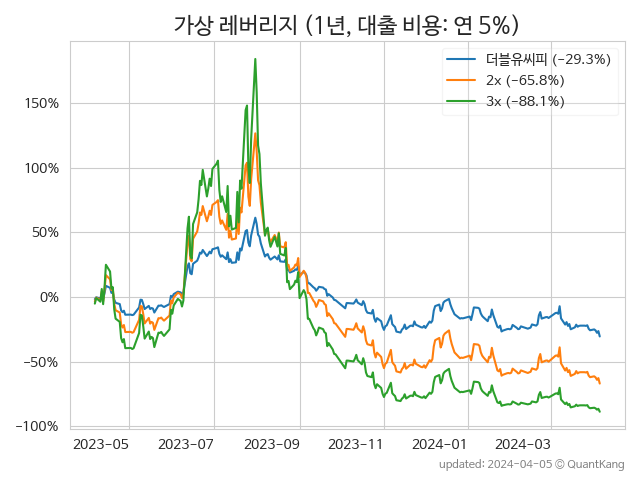 가상 레버리지 (1년, 대출 비용: 연 5%)
더블유씨피 (-29.3%)
2x (-65.8%)
3x (-88.1%)
150%
100%
50%
0%
-50%
-100%
2023-05 2023-07 2023-09 2023-11 2024-01 2024-03
updated: 2024-04-05 © QuantKang